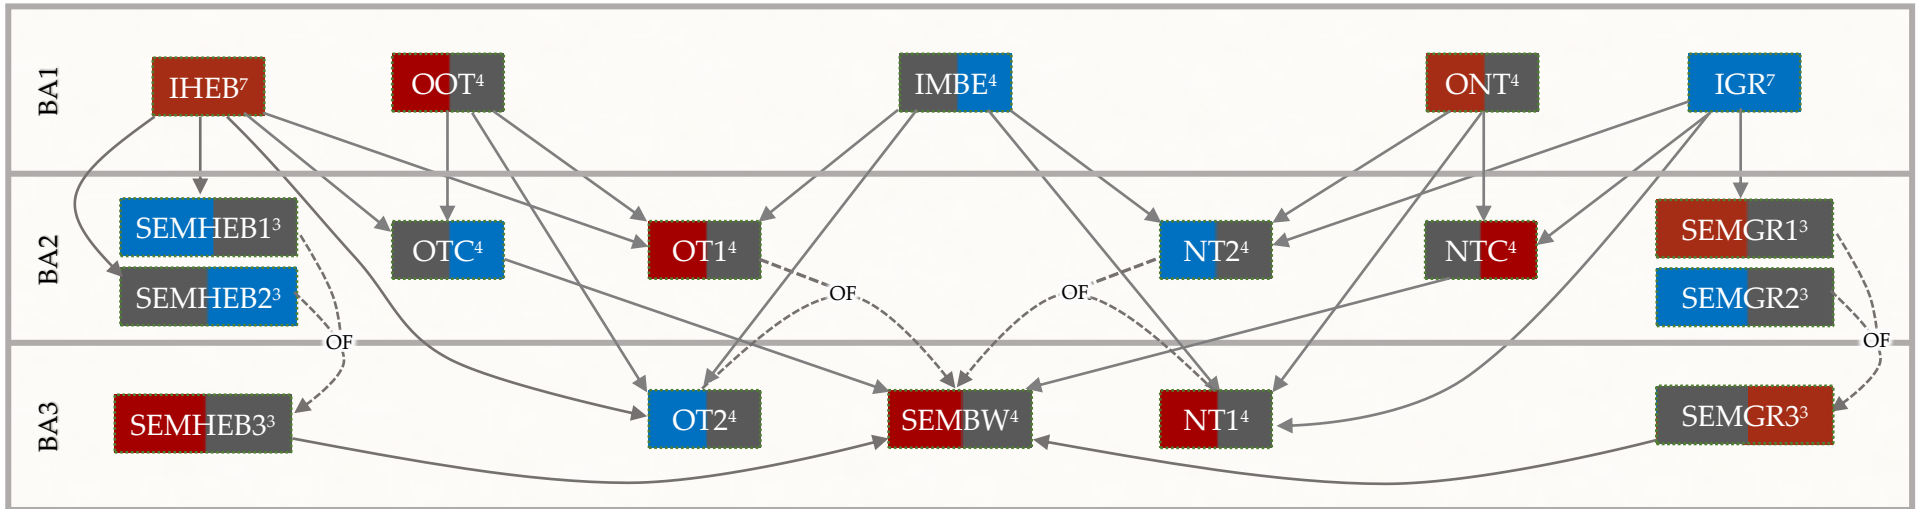 BA1
IHEB⁷
OOT⁴
IMBE⁴
ONT⁴
IGR⁷
BA2
SEMHEB1³
SEMHEB2³
OTC⁴
OT1⁴
NT2⁴
NTC⁴
SEMGR1³
SEMGR2³
OF
OF
OF
OF
BA3
SEMHEB3³
OT2⁴
SEMBW⁴
NT1⁴
SEMGR3³